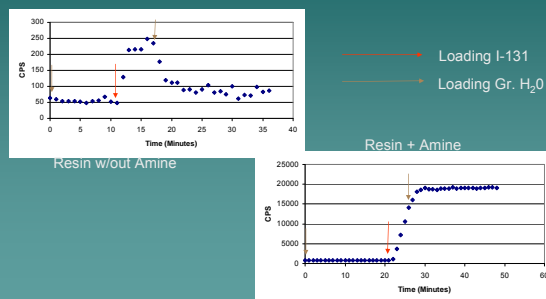 300
250
200
150
100
50
0
CPS
0 5 10 15 20 25 30 35 40
Time (Minutes)
Resin w/out Amine
Loading I-131
Loading Gr. H₂0
Resin + Amine
25000
20000
15000
10000
5000
0
CPS
0 10 20 30 40 50 60
Time (Minutes)